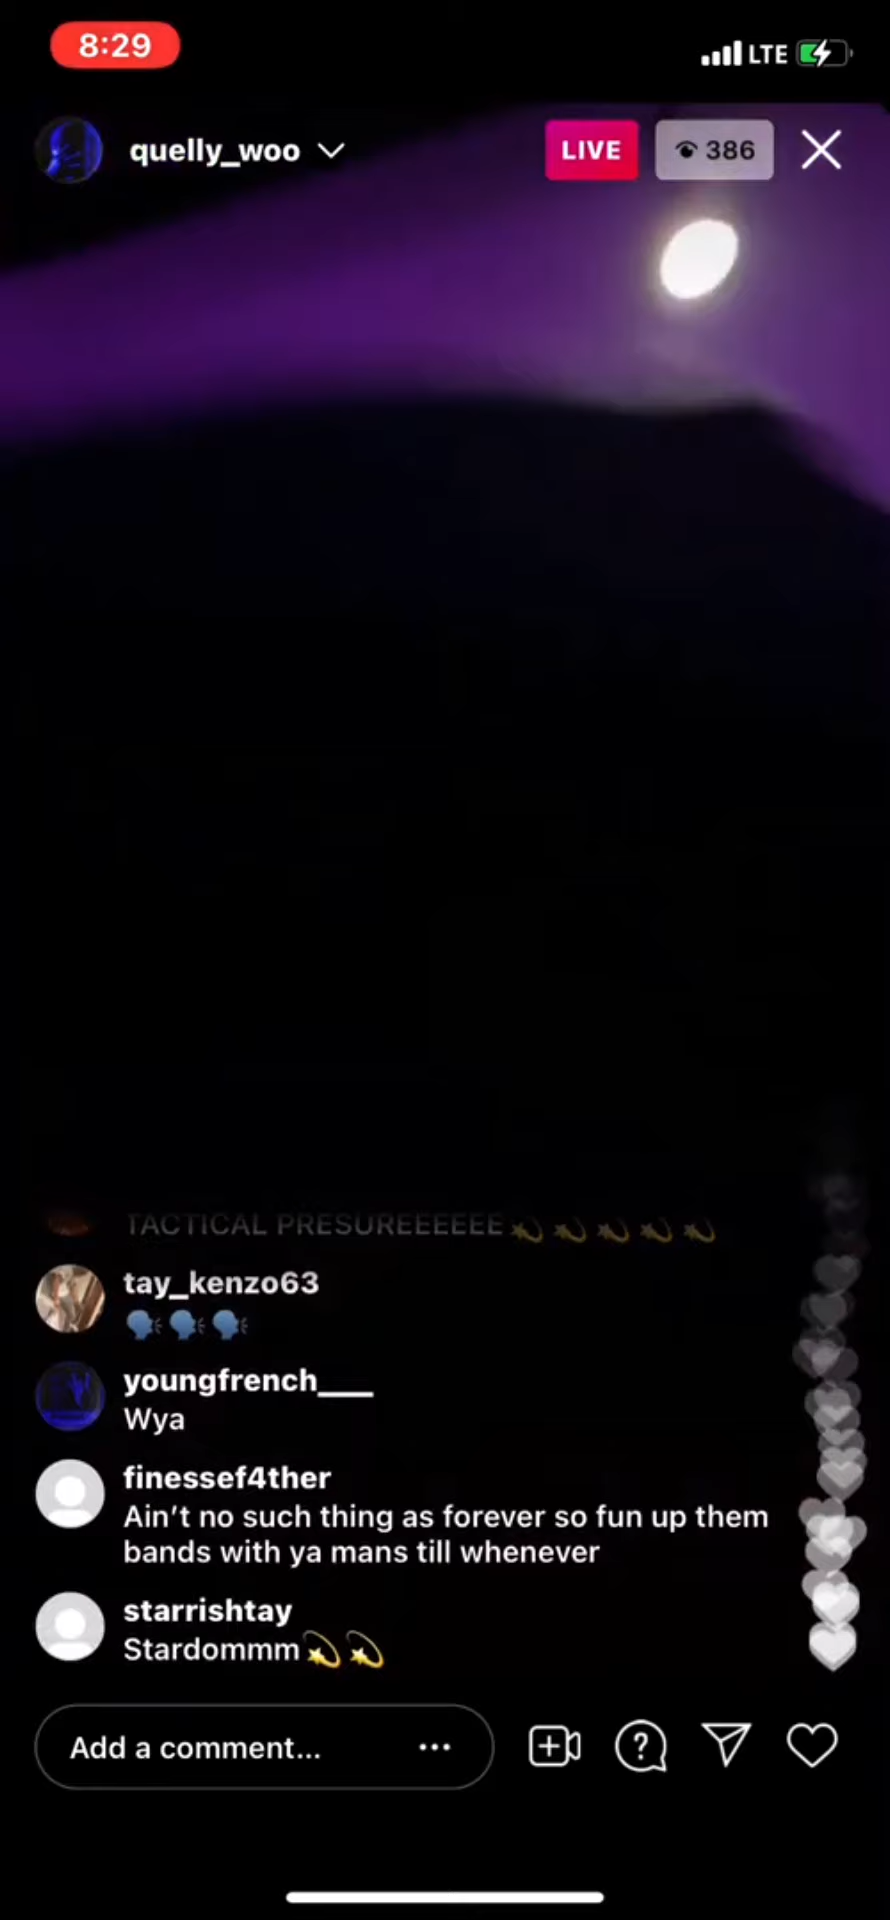 8:29
LTE
quelly_woo
LIVE
386
TACTICAL PRESUREEEEEE💫💫💫💫💫
tay_kenzo63
🗣️🗣️🗣️
youngfrench___
Wya
finessef4ther
Ain't no such thing as forever so fun up them
bands with ya mans till whenever
starrishtay
Stardommm💫💫
Add a comment...